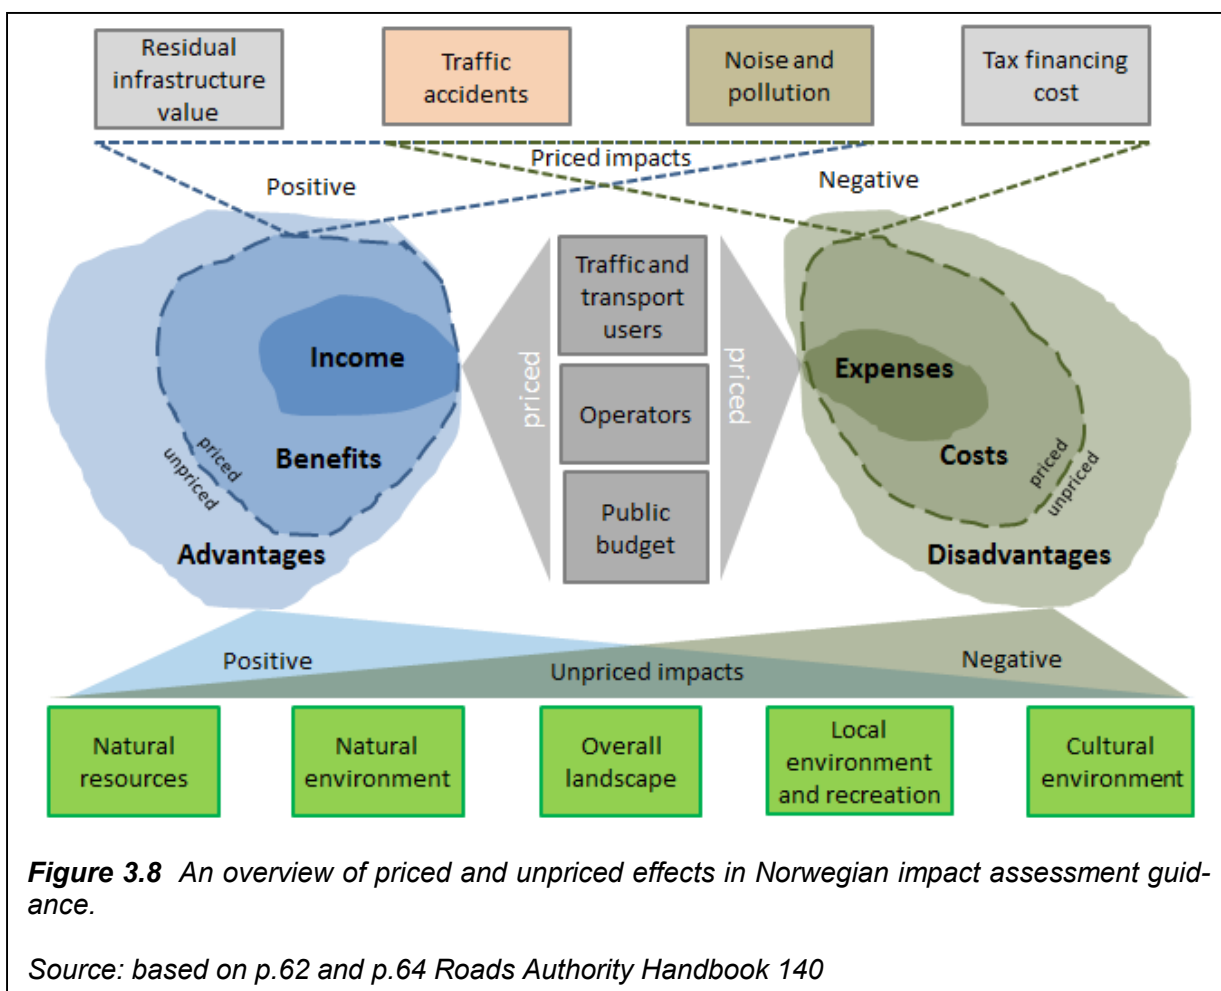 Residual
infrastructure
value
Traffic
accidents
Noise and
pollution
Tax financing
cost
Priced impacts
Positive
Negative
Traffic and
transport
users
Operators
Public
budget
priced
priced
Income
Benefits
priced
unpriced
Advantages
Expenses
Costs
priced
unpriced
Disadvantages
Positive
Unpriced impacts
Negative
Natural
resources
Natural
environment
Overall
landscape
Local
environment
and recreation
Cultural
environment
Figure 3.8 An overview of priced and unpriced effects in Norwegian impact assessment guid-
ance.
Source: based on p.62 and p.64 Roads Authority Handbook 140